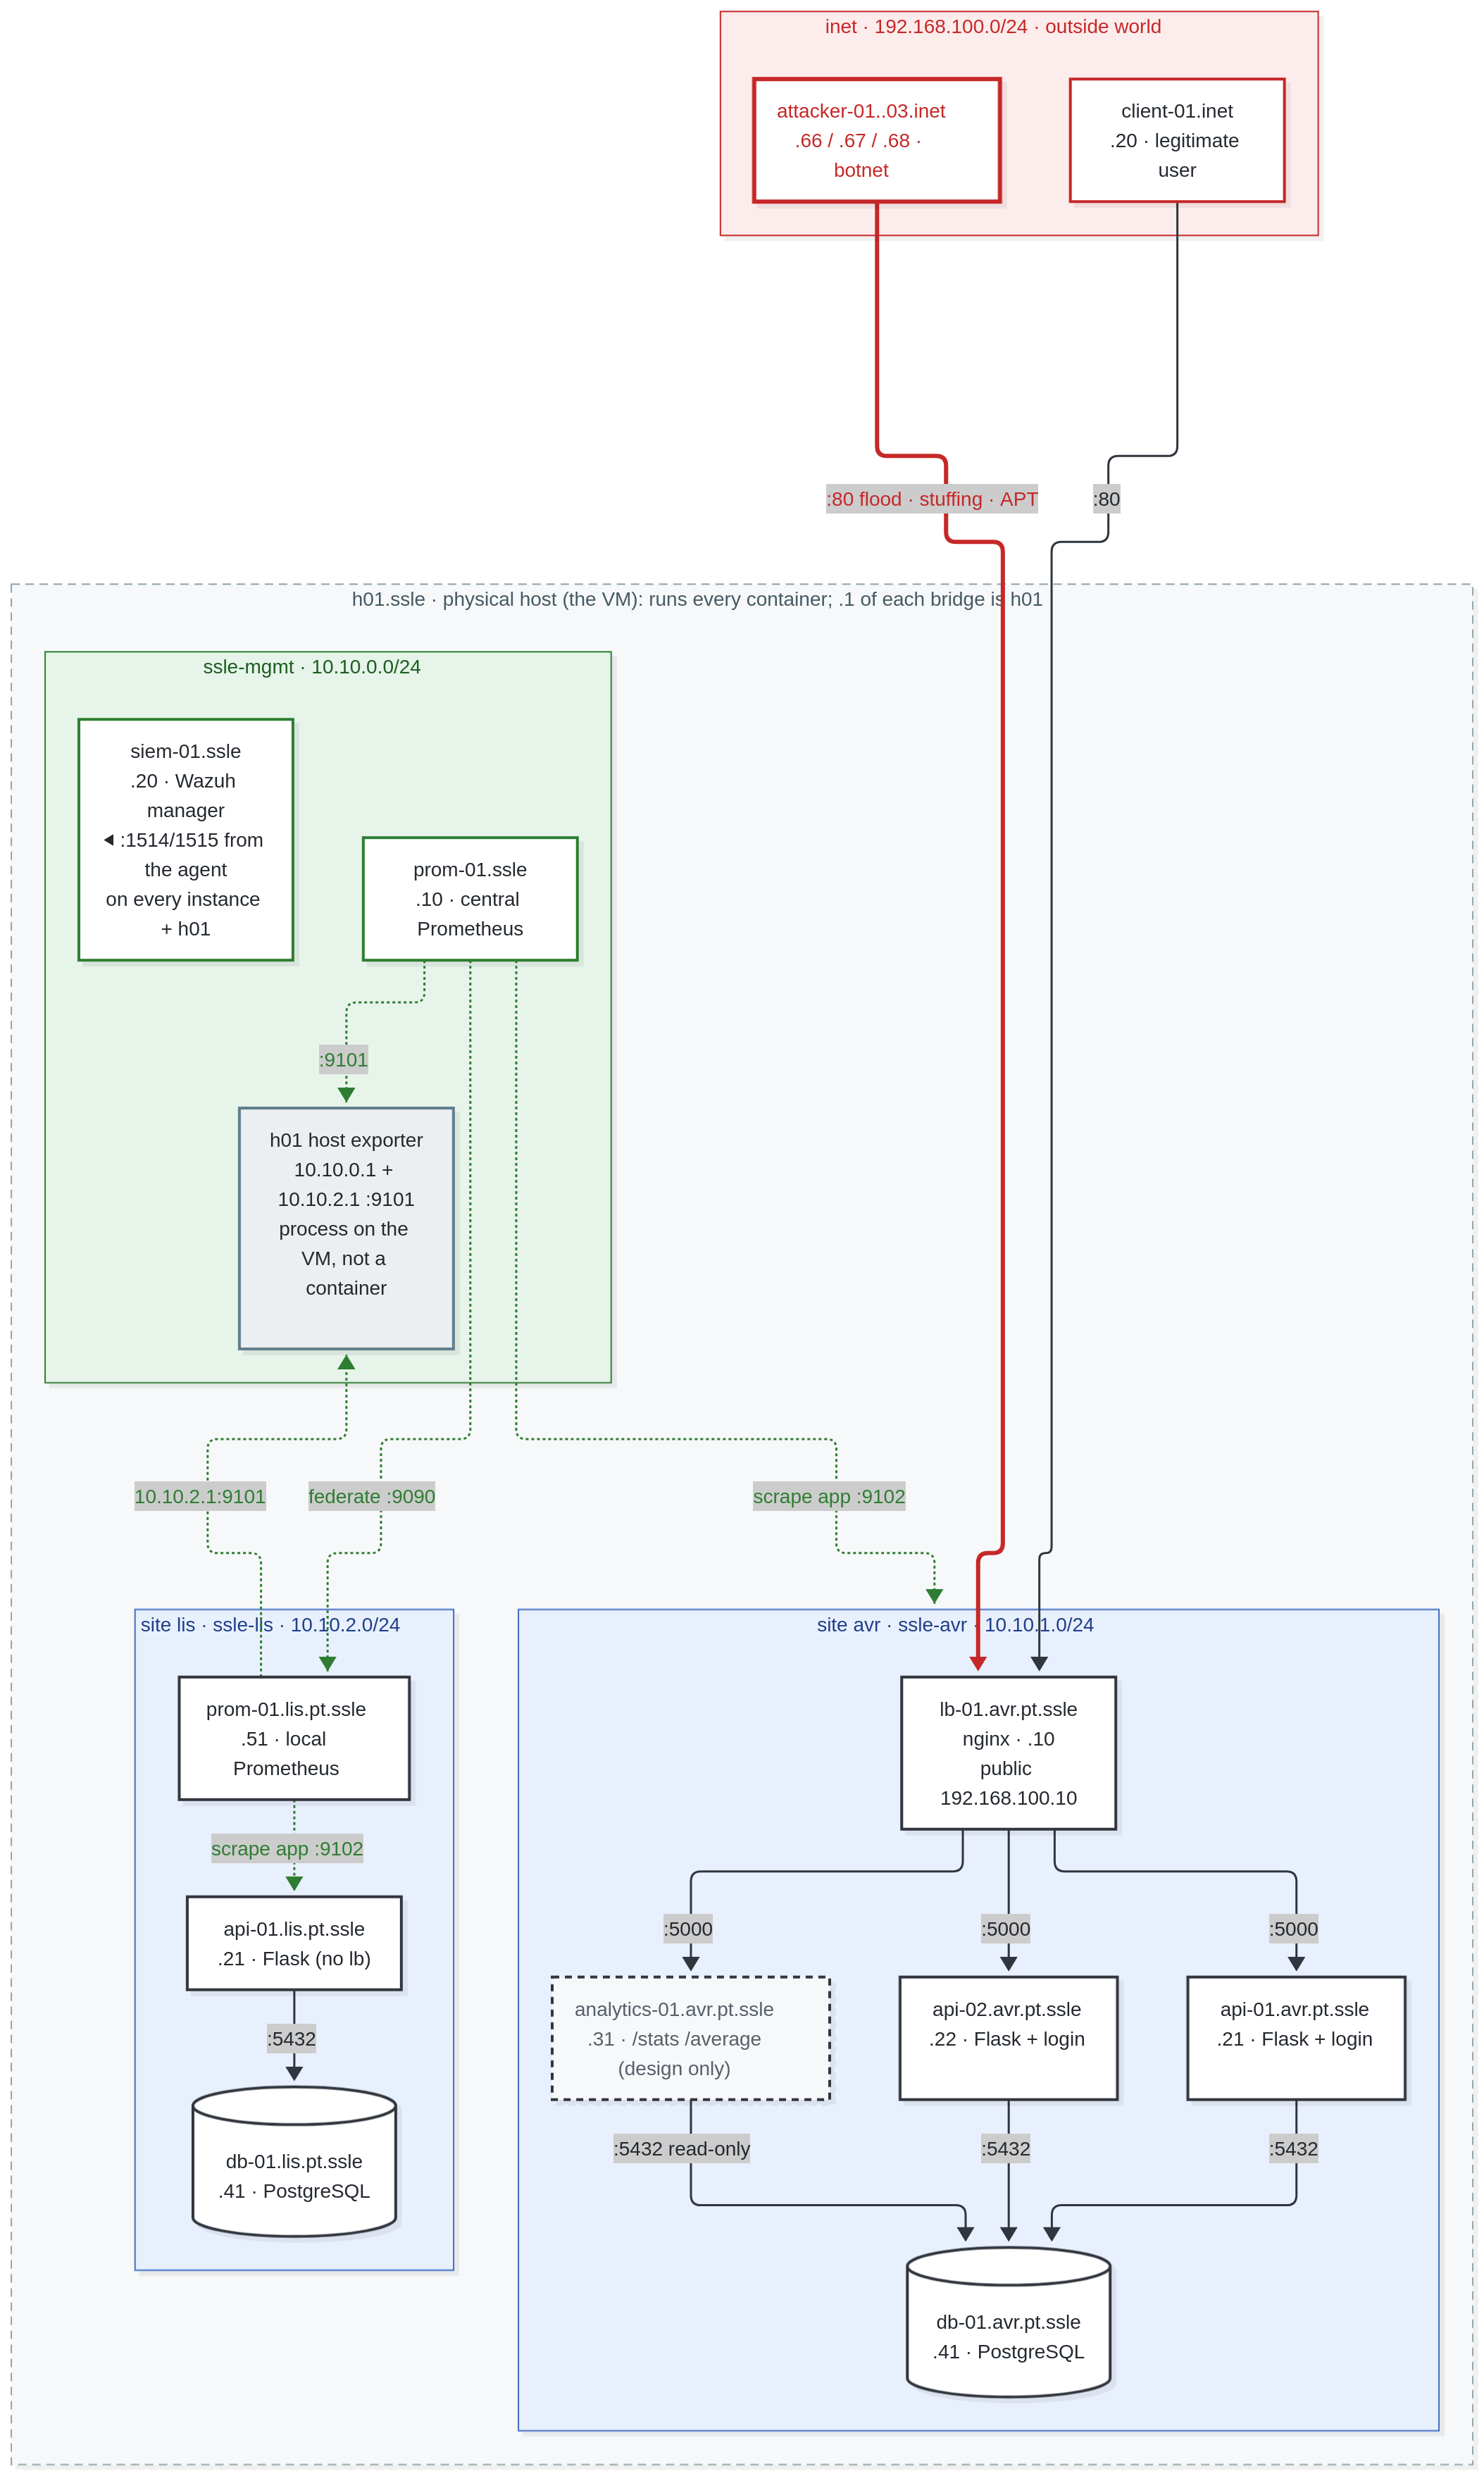 inet · 192.168.100.0/24 · outside world
attacker-01..03.inet
.66 / .67 / .68 ·
botnet
client-01.inet
.20 · legitimate
user
:80 flood · stuffing · APT
:80
h01.ssle · physical host (the VM): runs every container; .1 of each bridge is h01
ssle-mgmt · 10.10.0.0/24
siem-01.ssle
.20 · Wazuh
manager
◄ :1514/1515 from
the agent
on every instance
+ h01
prom-01.ssle
.10 · central
Prometheus
:9101
h01 host exporter
10.10.0.1 +
10.10.2.1 :9101
process on the
VM, not a
container
10.10.2.1:9101
federate :9090
scrape app :9102
site lis · ssle-lis · 10.10.2.0/24
prom-01.lis.pt.ssle
.51 · local
Prometheus
scrape app :9102
api-01.lis.pt.ssle
.21 · Flask (no lb)
:5432
db-01.lis.pt.ssle
.41 · PostgreSQL
site avr · ssle-avr · 10.10.1.0/24
lb-01.avr.pt.ssle
nginx · .10
public
192.168.100.10
:5000
:5000
:5000
analytics-01.avr.pt.ssle
.31 · /stats /average
(design only)
api-02.avr.pt.ssle
.22 · Flask + login
api-01.avr.pt.ssle
.21 · Flask + login
:5432 read-only
:5432
:5432
db-01.avr.pt.ssle
.41 · PostgreSQL